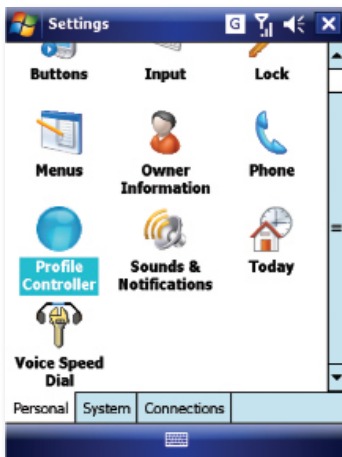 Settings G
Buttons Input Lock
Menus Owner Information Phone
Profile Controller Sounds & Notifications Today
Voice Speed Dial
Personal System Connections